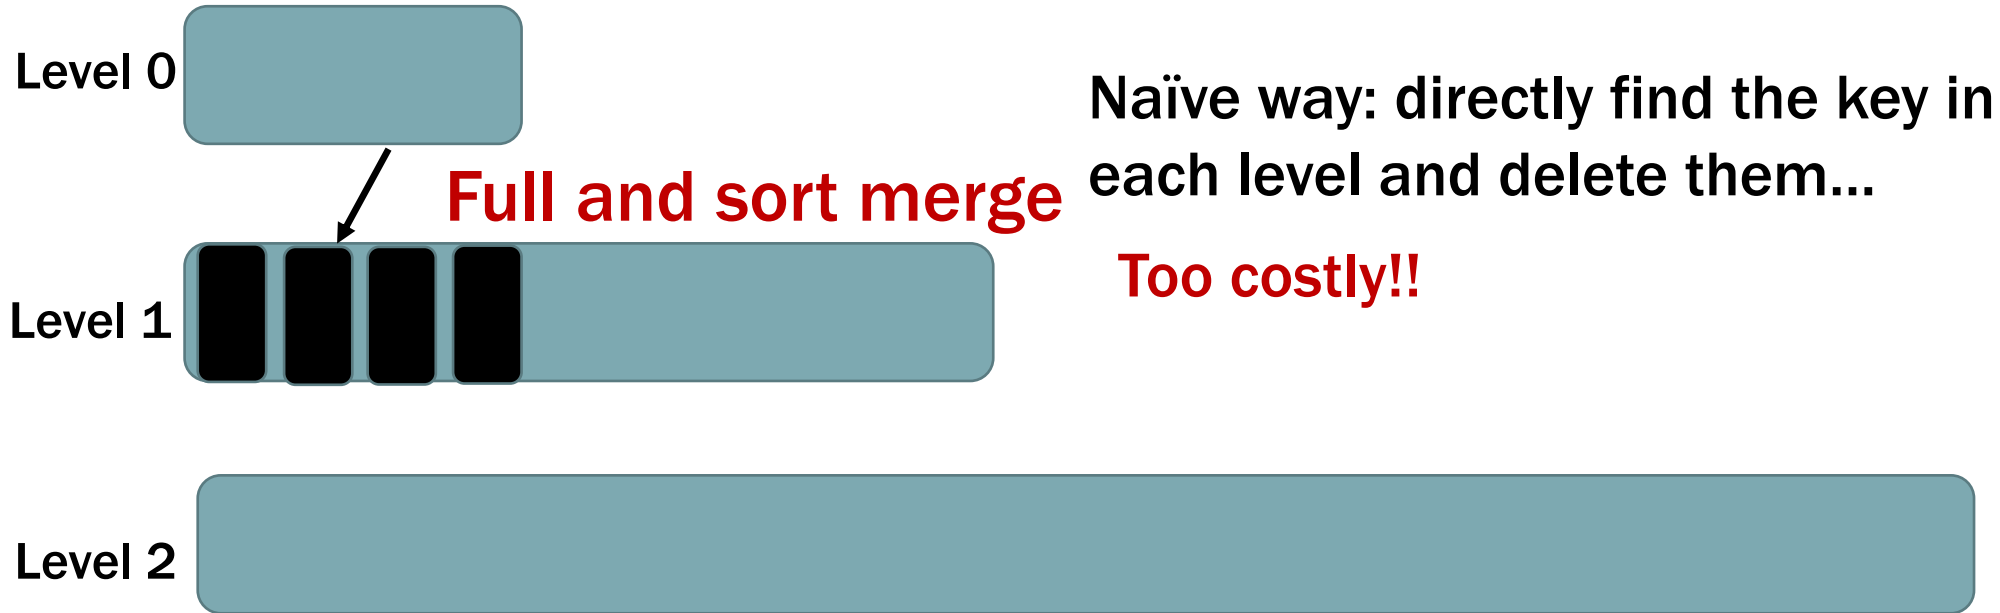 Level 0
Naïve way: directly find the key in
each level and delete them...
Full and sort merge
Too costly!!
Level 1
Level 2